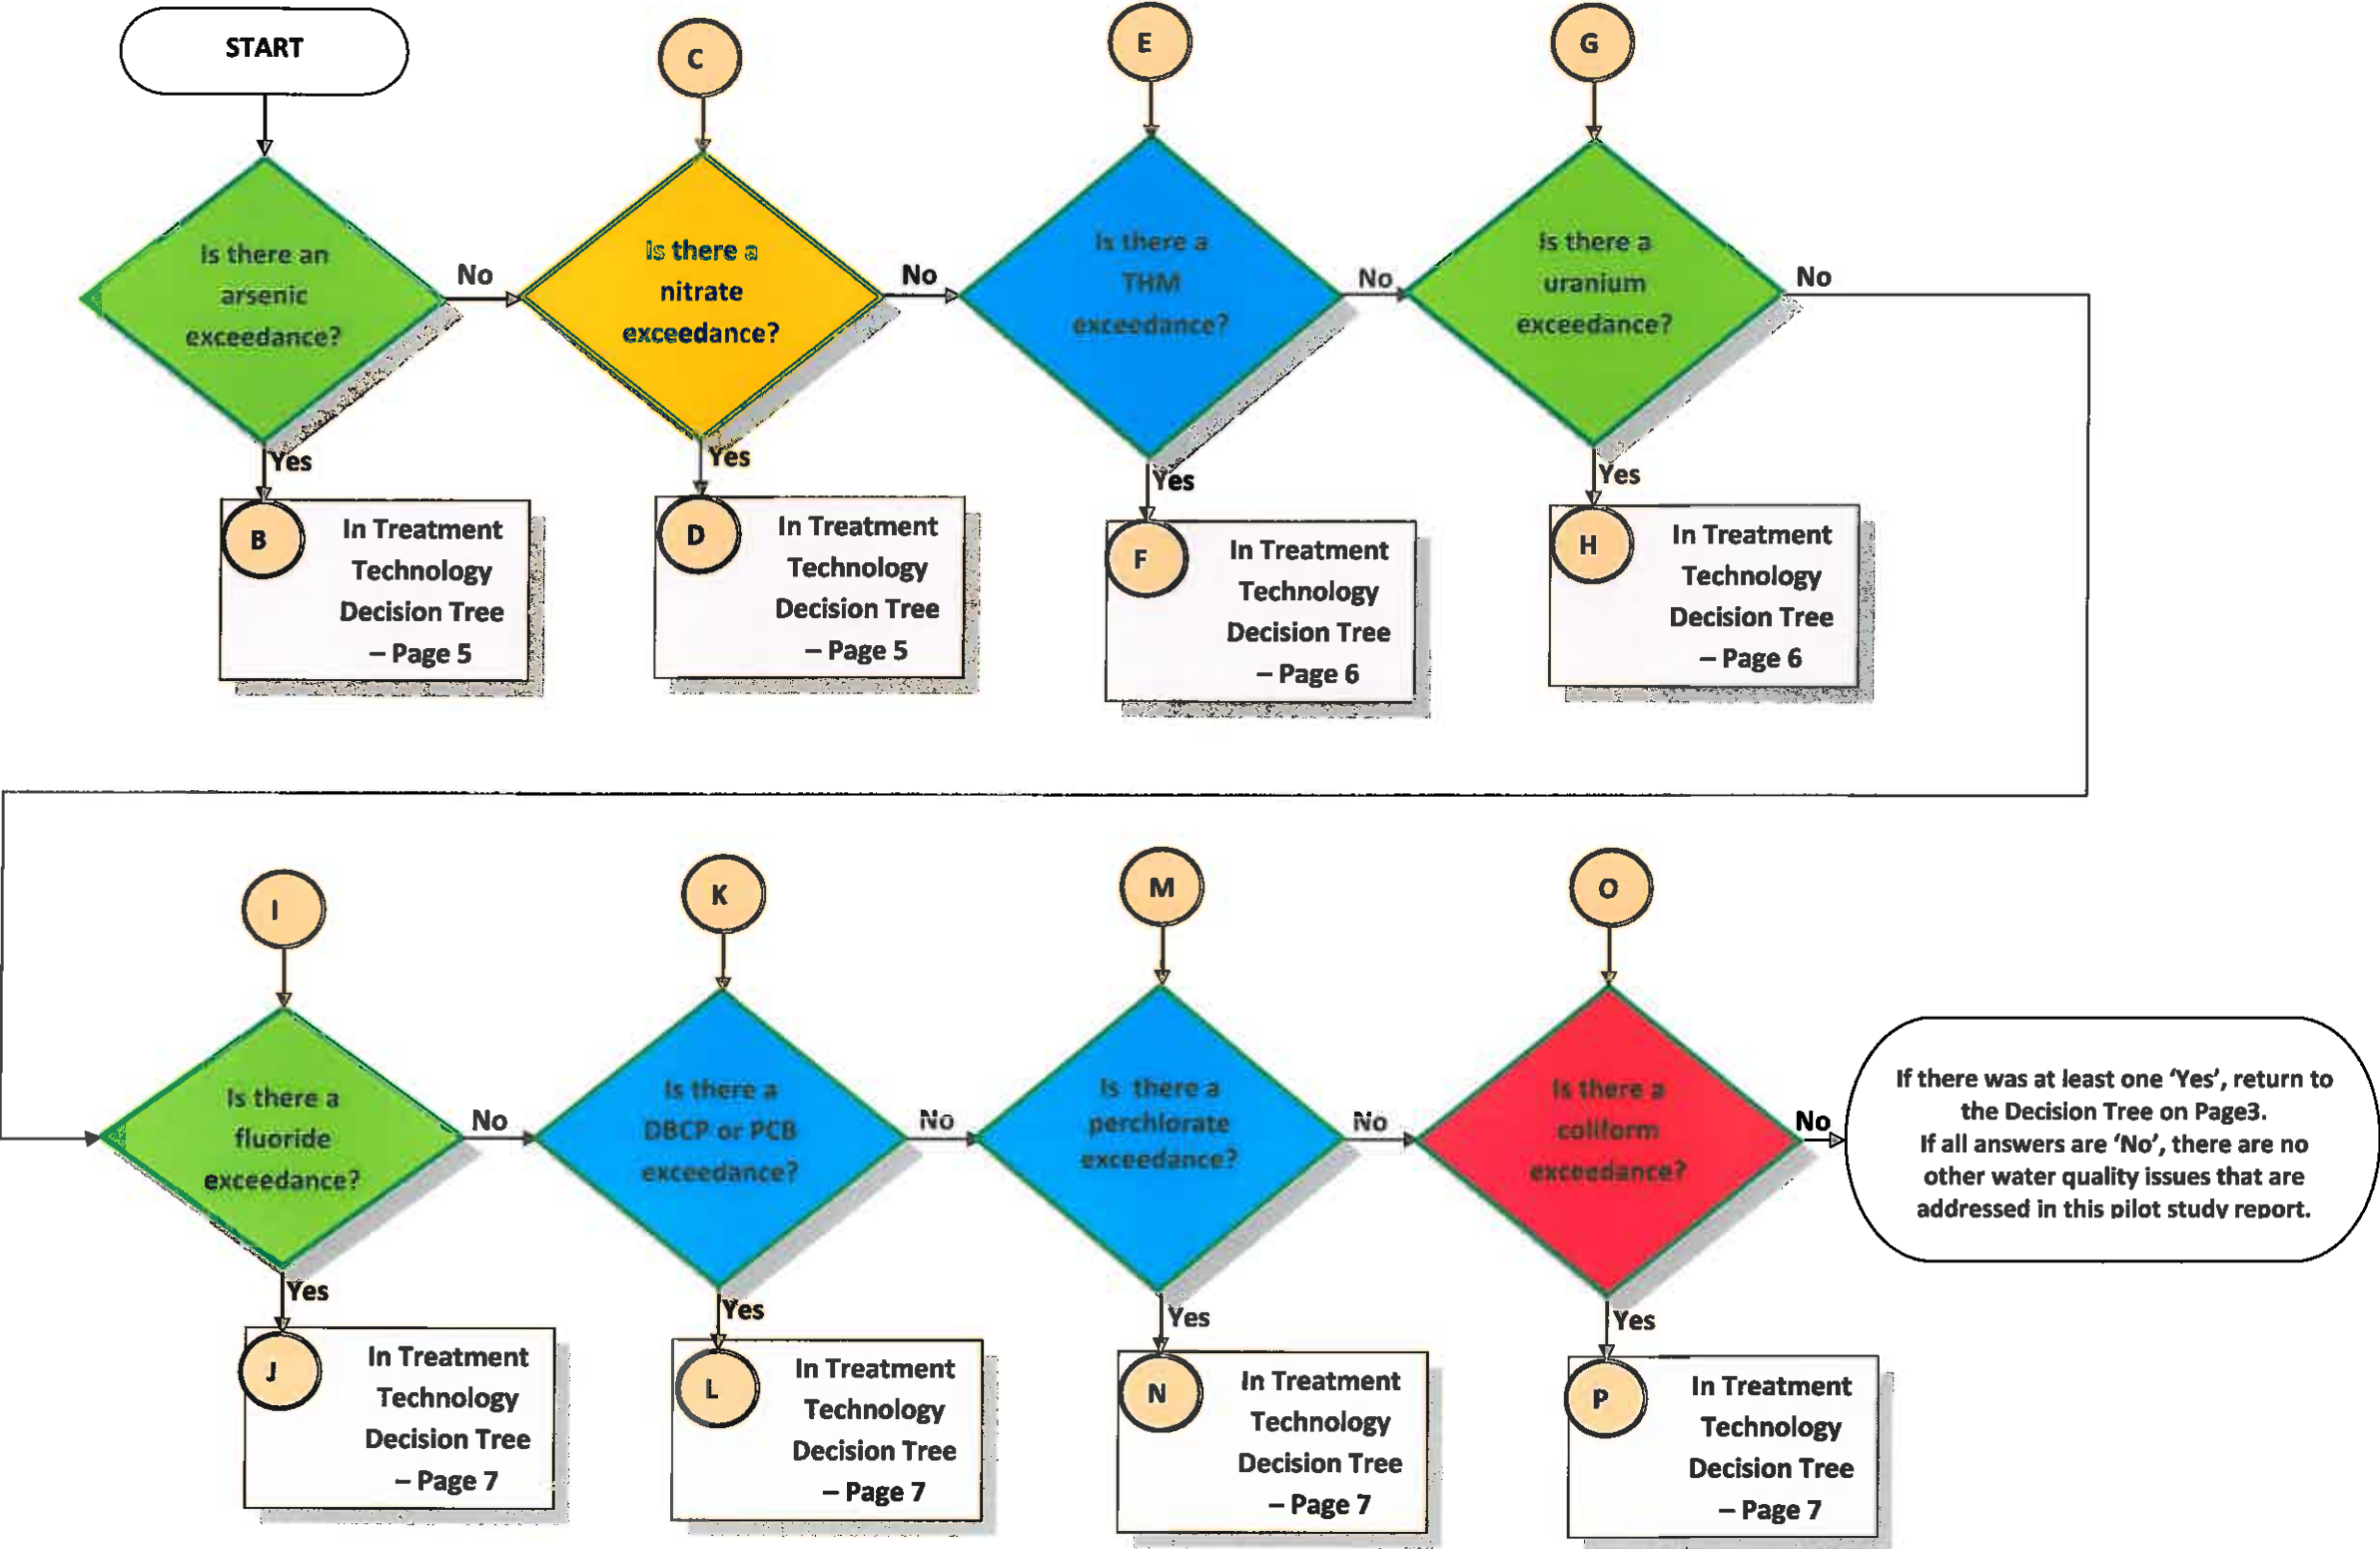 START
C
E
G
Is there an
arsenic
exceedance?
No
Is there a
nitrate
exceedance?
No
Is there a
THM
exceedance?
No
Is there a
uranium
exceedance?
No
Yes
Yes
Yes
Yes
B
In Treatment
Technology
Decision Tree
– Page 5
D
In Treatment
Technology
Decision Tree
– Page 5
F
In Treatment
Technology
Decision Tree
– Page 6
H
In Treatment
Technology
Decision Tree
– Page 6
I
K
M
O
Is there a
fluoride
exceedance?
No
Is there a
DBCP or PCB
exceedance?
No
Is there a
perchlorate
exceedance?
No
Is there a
coliform
exceedance?
No
If there was at least one ‘Yes’, return to
the Decision Tree on Page3.
If all answers are ‘No’, there are no
other water quality issues that are
addressed in this pilot study report.
Yes
Yes
Yes
Yes
J
In Treatment
Technology
Decision Tree
– Page 7
L
In Treatment
Technology
Decision Tree
– Page 7
N
In Treatment
Technology
Decision Tree
– Page 7
P
In Treatment
Technology
Decision Tree
– Page 7